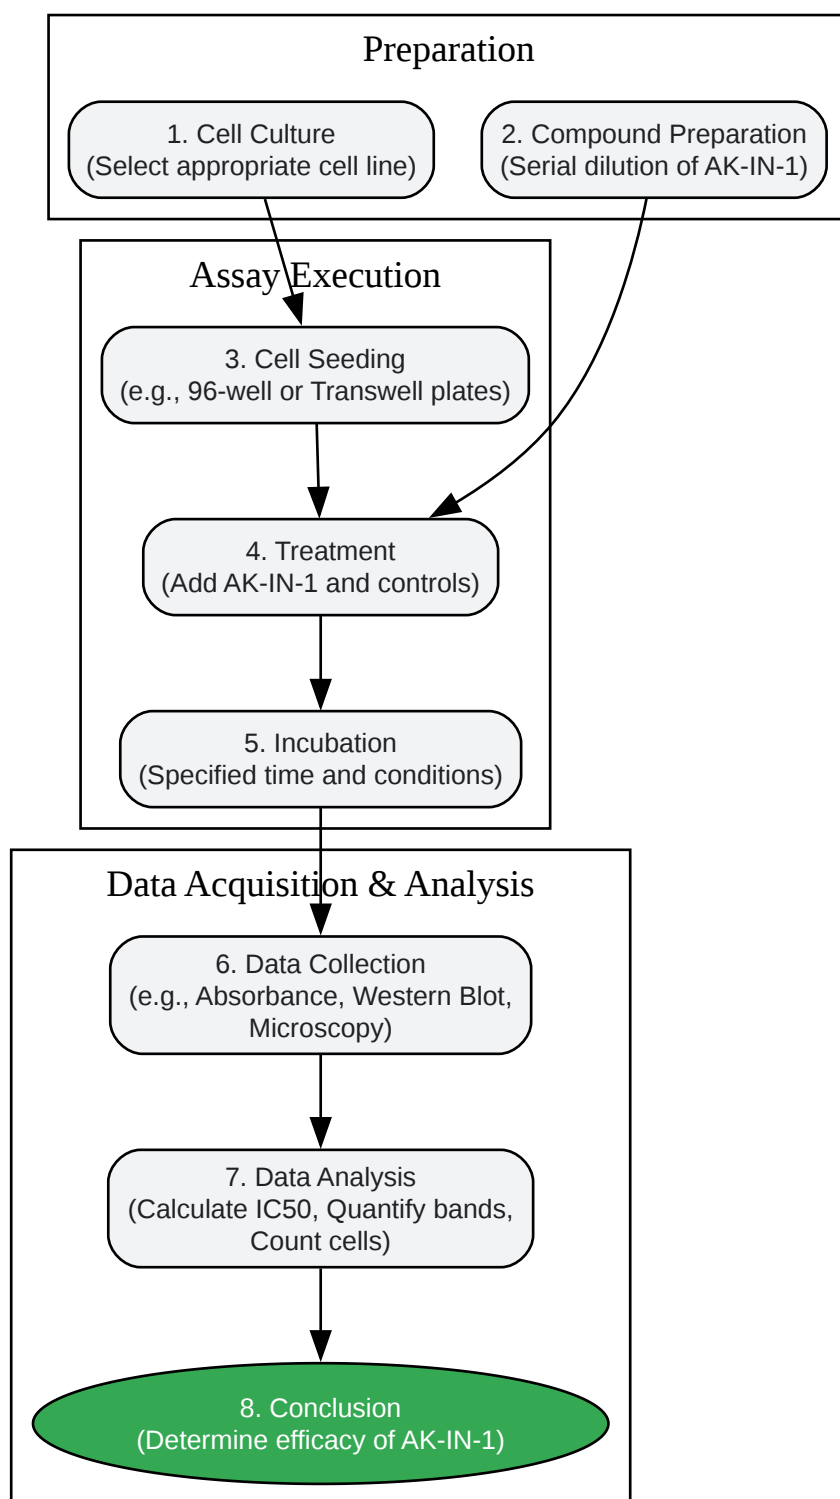 Preparation
1. Cell Culture
(Select appropriate cell line)
2. Compound Preparation
(Serial dilution of AK-IN-1)
Assay Execution
3. Cell Seeding
(e.g., 96-well or Transwell plates)
4. Treatment
(Add AK-IN-1 and controls)
5. Incubation
(Specified time and conditions)
Data Acquisition & Analysis
6. Data Collection
(e.g., Absorbance, Western Blot,
Microscopy)
7. Data Analysis
(Calculate IC50, Quantify bands,
Count cells)
8. Conclusion
(Determine efficacy of AK-IN-1)